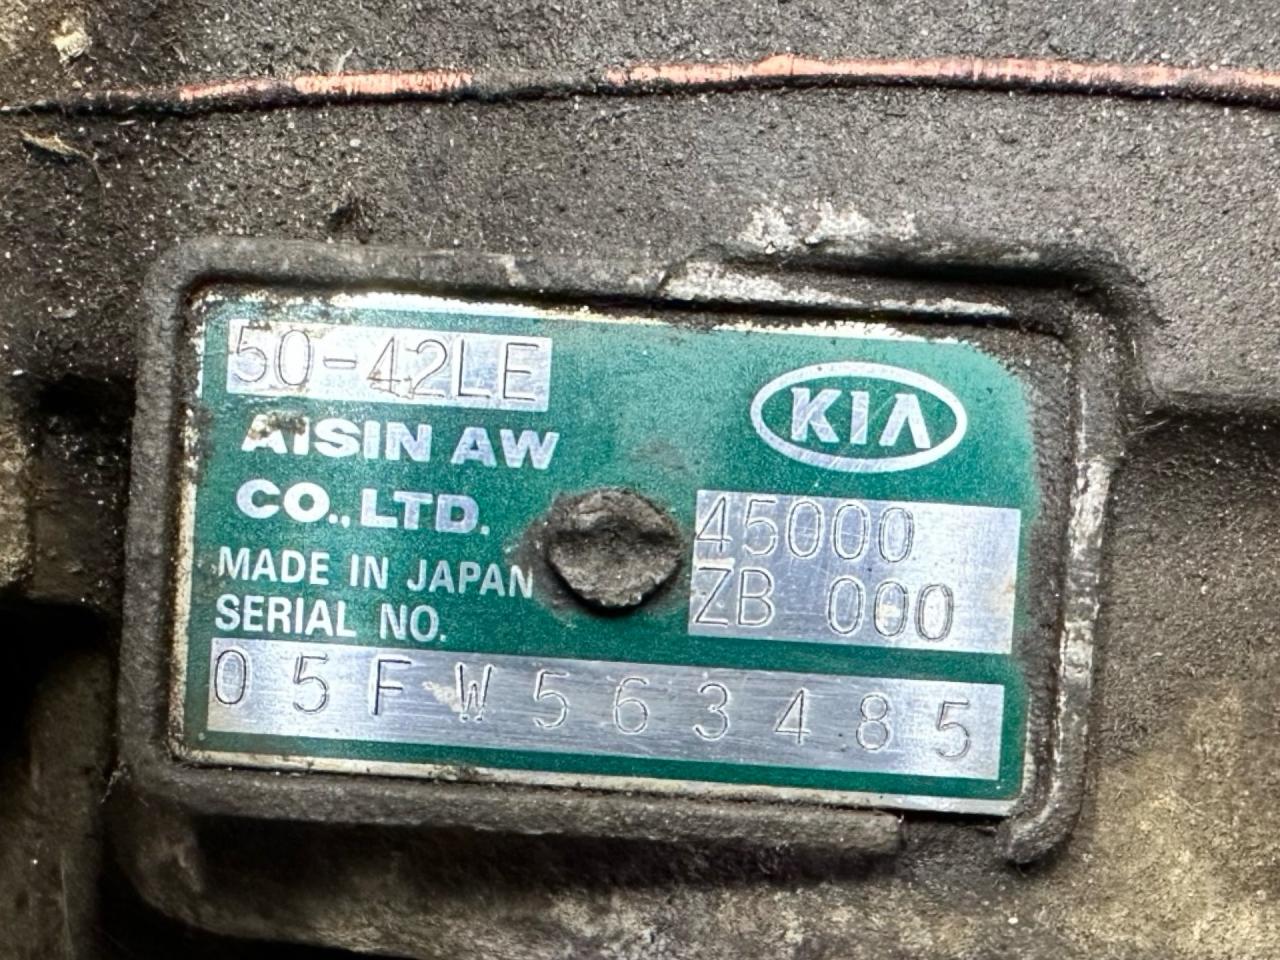 50-42LE
AISIN AW
CO., LTD.
MADE IN JAPAN
SERIAL NO.
KIA
45000
ZB 000
05FW563485